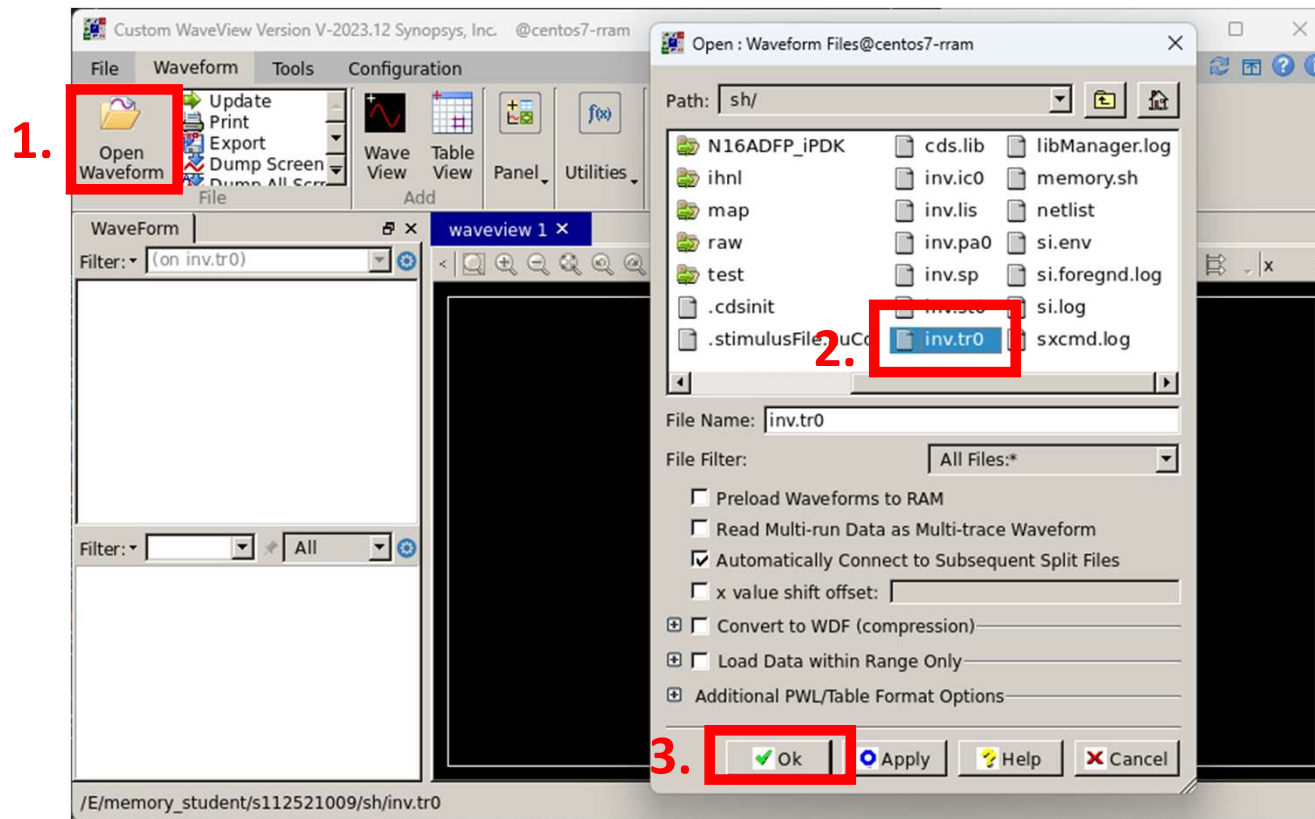 Custom WaveView Version V-2023.12 Synopsys, Inc. @centos7-rram
File Waveform Tools Configuration
1.
Open
Waveform
Update
Print
Export
Dump Screen
Dump All
File
Wave
View
Table
View
Add
Panel
f(x)
Utilities
WaveForm
Filter: (on inv.tr0)
Filter: All
waveview 1
x
Open : Waveform Files@centos7-rram
Path: sh/
N16ADFP_iPDK cds.lib libManager.log
ihnl inv.ic0 memory.sh
map inv.lis netlist
raw inv.pa0 si.env
test inv.sp si.foregnd.log
.cdsinit inv.st0 si.log
.stimulusFile. inv.tr0 sxcmd.log
2.
File Name: inv.tr0
File Filter: All Files:*
Preload Waveforms to RAM
Read Multi-run Data as Multi-trace Waveform
Automatically Connect to Subsequent Split Files
x value shift offset:
Convert to WDF (compression)
Load Data within Range Only
Additional PWL/Table Format Options
3.
Ok Apply Help Cancel
/E/memory_student/s112521009/sh/inv.tr0